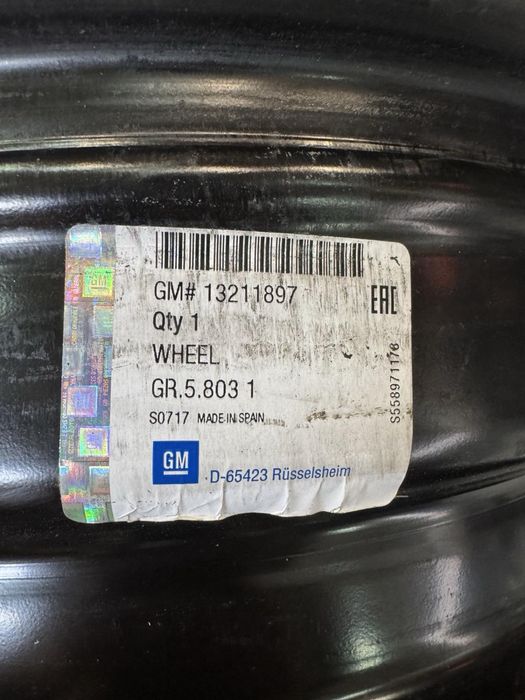 GM# 13211897
EAC
Qty 1
WHEEL
GR.5.803 1
S0717 MADE IN SPAIN
S558971176
GM
D-65423 Rüsselsheim